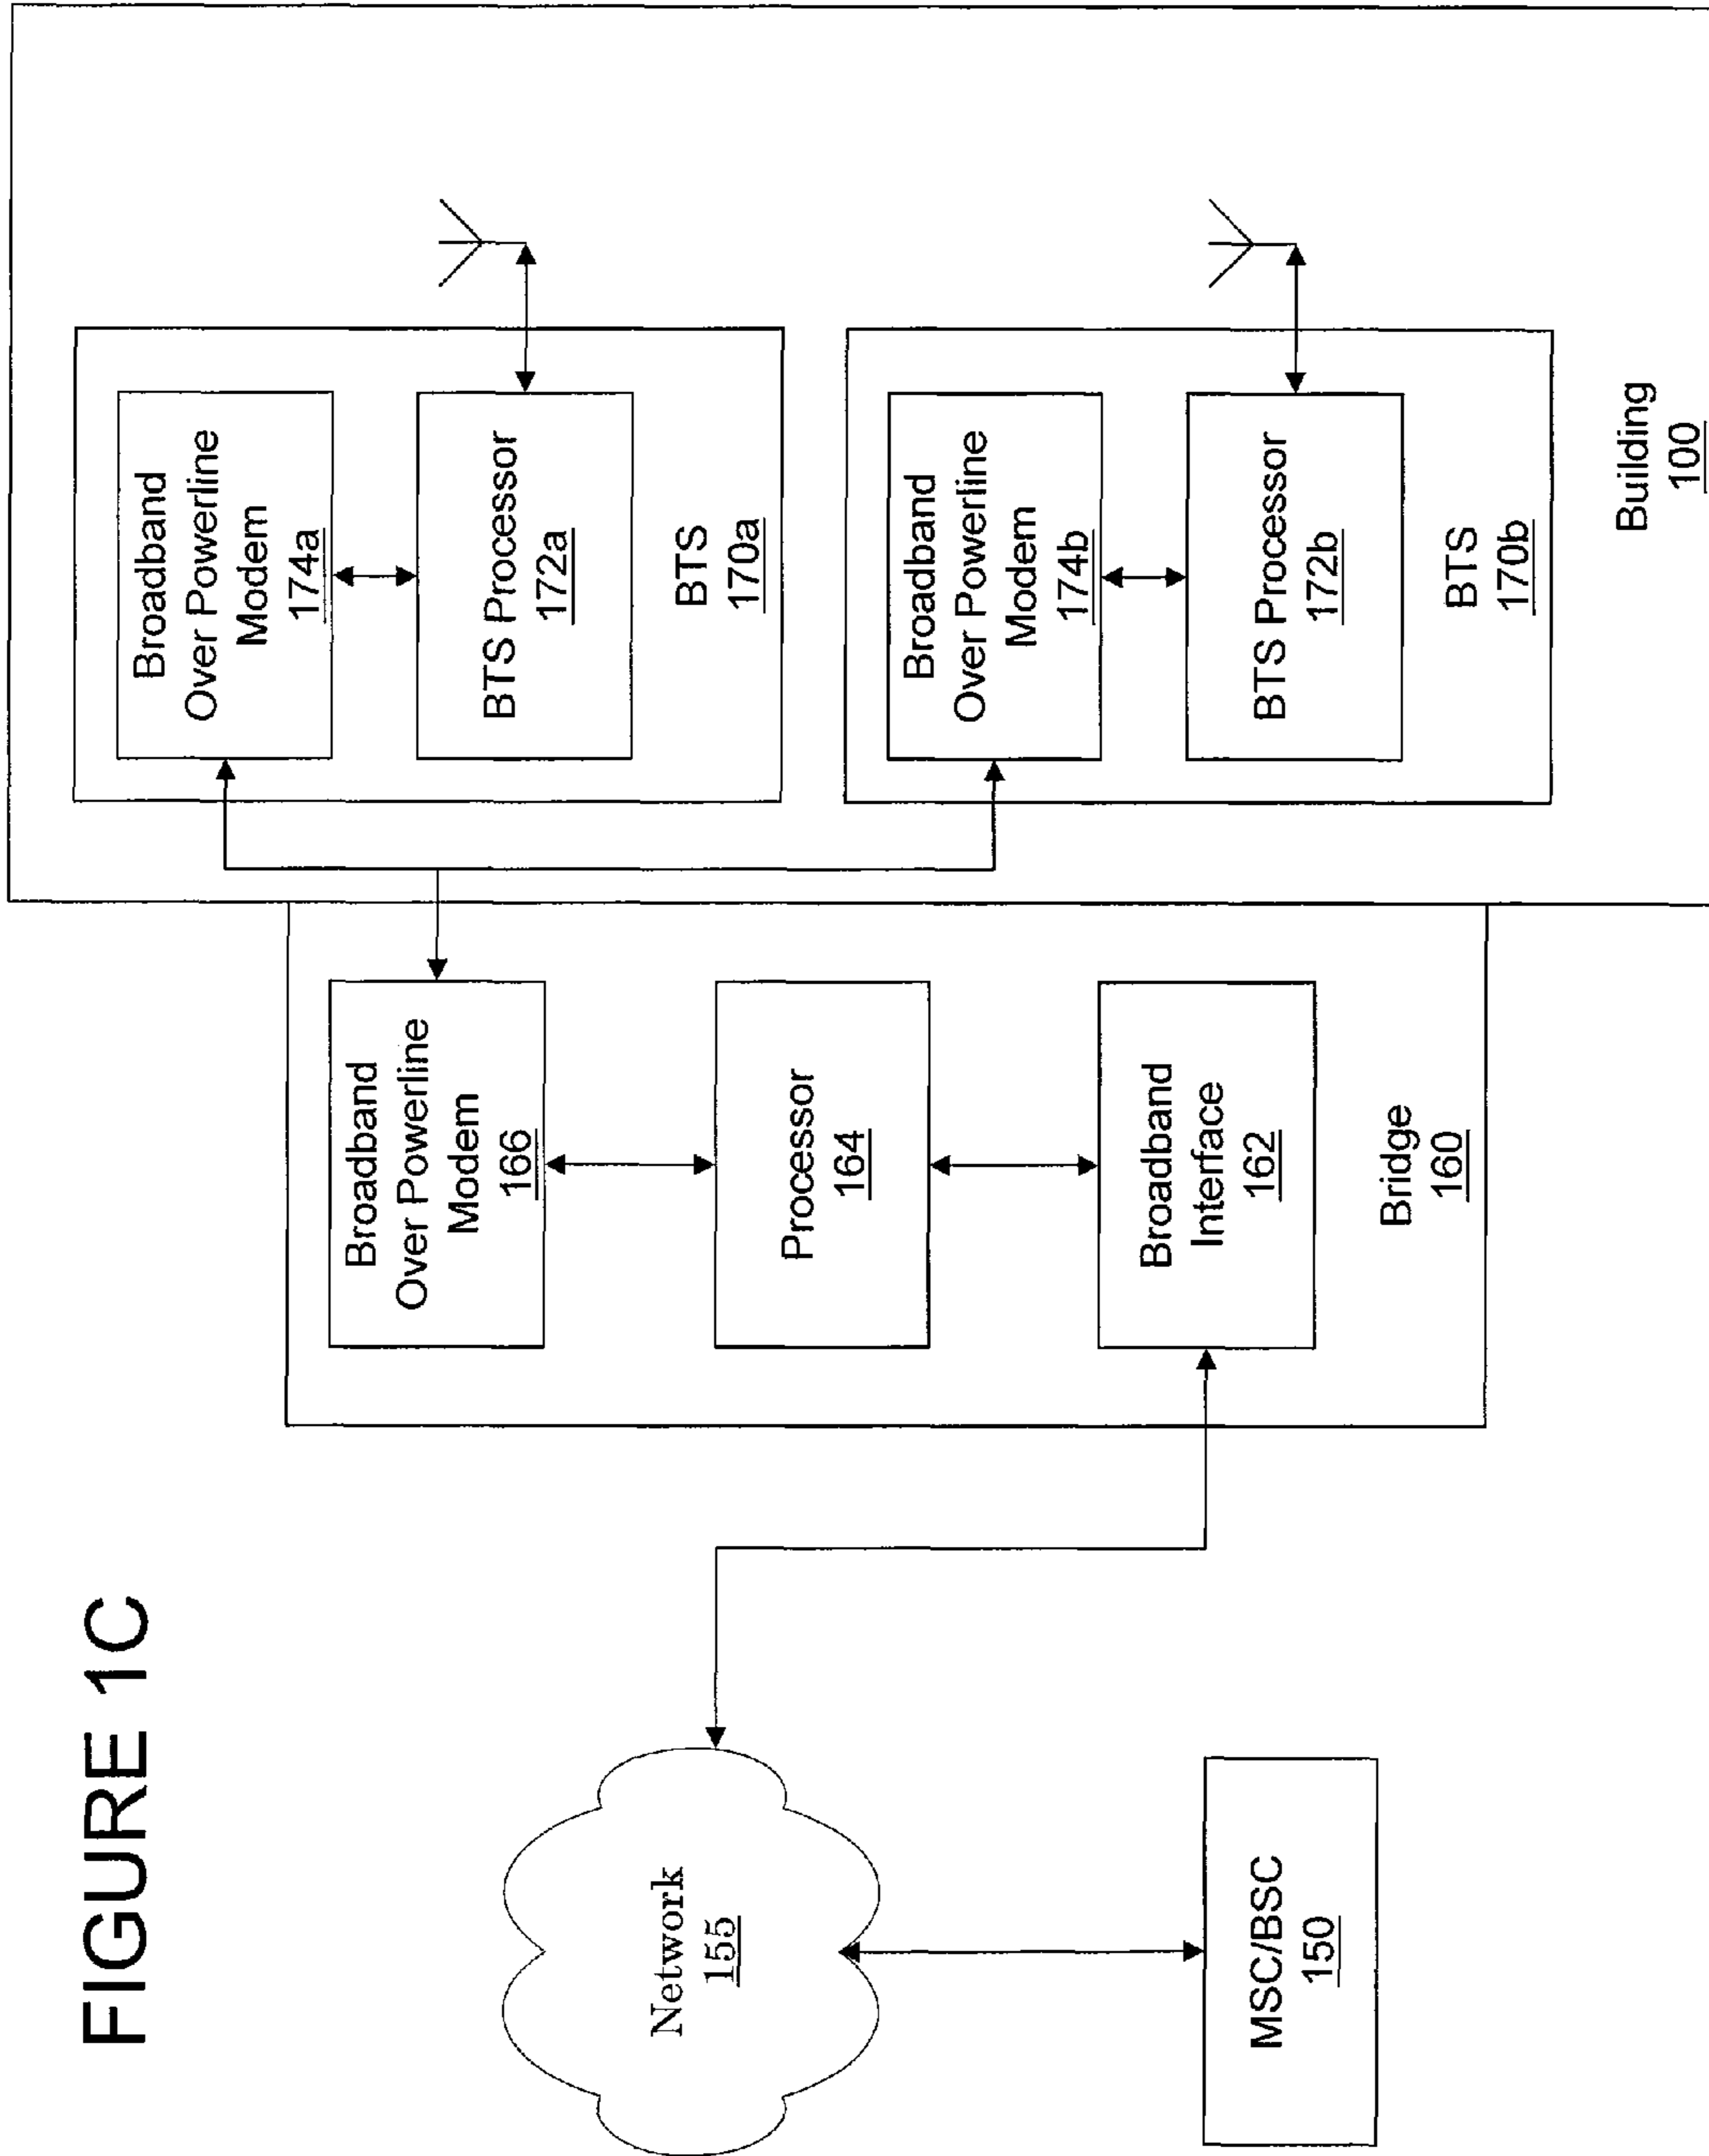 FIGURE 1C
Network
155
MSC/BSC
150
Broadband
Over Powerline
Modem
166
Processor
164
Broadband
Interface
162
Bridge
160
Broadband
Over Powerline
Modem
174a
BTS Processor
172a
BTS
170a
Broadband
Over Powerline
Modem
174b
BTS Processor
172b
BTS
170b
Building
100